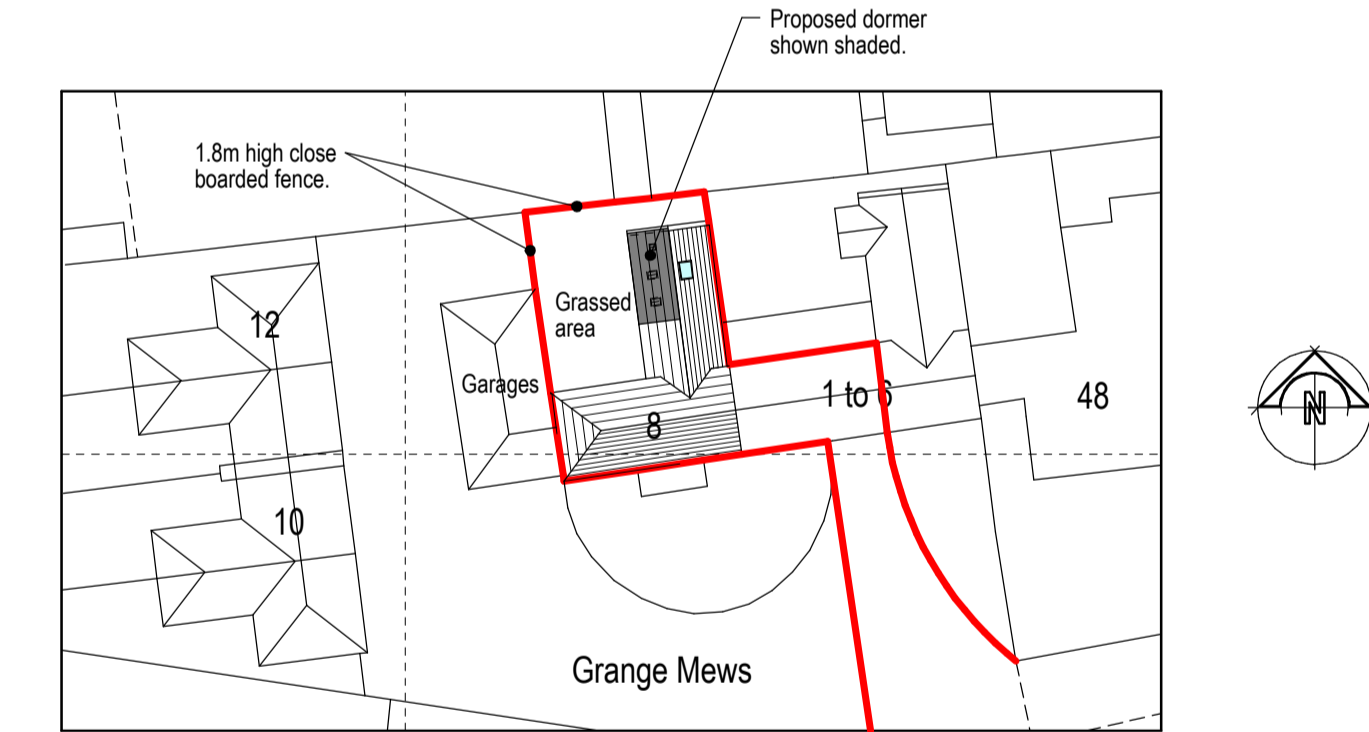 Proposed dormer
shown shaded.
1.8m high close
boarded fence.
12
Grassed
area
Garages
1 to 6
48
8
N
10
Grange Mews